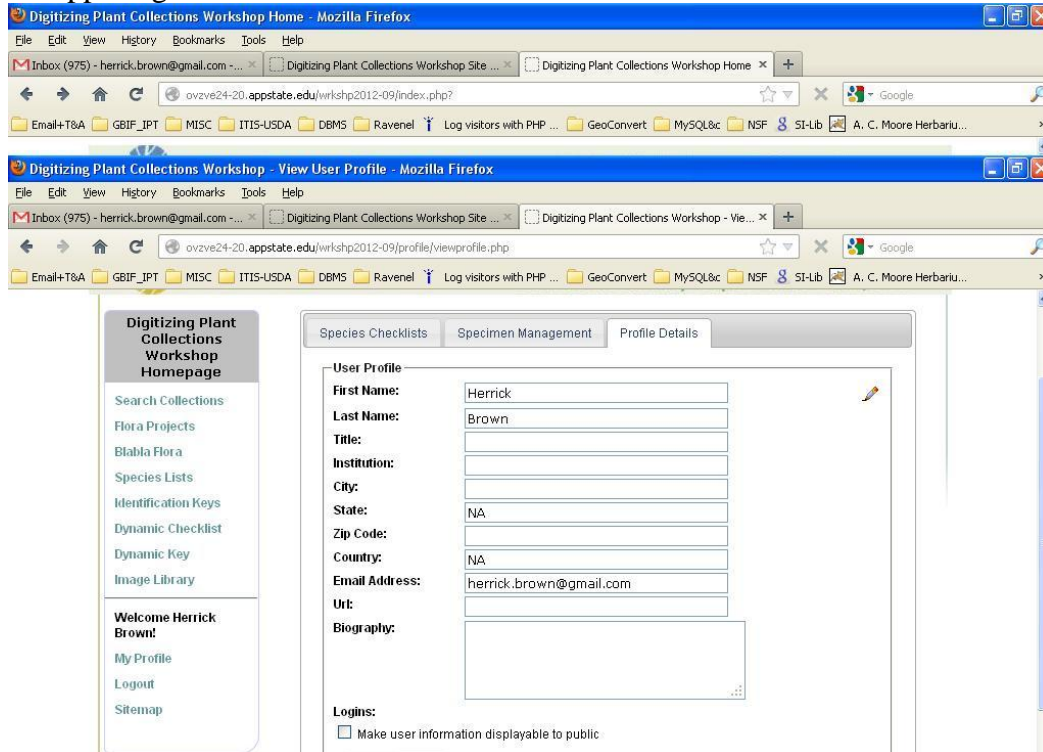 Digitizing Plant Collections Workshop Home - Mozilla Firefox
File Edit View History Bookmarks Tools Help
Inbox (975) - herrick.brown@gmail.com -... × Digitizing Plant Collections Workshop Site ... × Digitizing Plant Collections Workshop Home × +
ovzve24-20.appstate.edu/wrkshp2012-09/index.php? Google
Email+T&A GBIF_IPT MISC ITIS-USDA DBMS Ravenel Log visitors with PHP ... GeoConvert MySQL&c NSF SI-Lib A. C. Moore Herbariu...
Digitizing Plant Collections Workshop - View User Profile - Mozilla Firefox
File Edit View History Bookmarks Tools Help
Inbox (975) - herrick.brown@gmail.com -... × Digitizing Plant Collections Workshop Site ... × Digitizing Plant Collections Workshop - Vie... × +
ovzve24-20.appstate.edu/wrkshp2012-09/profile/viewprofile.php Google
Email+T&A GBIF_IPT MISC ITIS-USDA DBMS Ravenel Log visitors with PHP ... GeoConvert MySQL&c NSF SI-Lib A. C. Moore Herbariu...
Digitizing Plant
Collections
Workshop
Homepage
Search Collections
Flora Projects
Blabla Flora
Species Lists
Identification Keys
Dynamic Checklist
Dynamic Key
Image Library
Welcome Herrick
Brown!
My Profile
Logout
Sitemap
Species Checklists Specimen Management Profile Details
User Profile
First Name: Herrick
Last Name: Brown
Title:
Institution:
City:
State: NA
Zip Code:
Country: NA
Email Address: herrick.brown@gmail.com
Url:
Biography:
Logins:
Make user information displayable to public